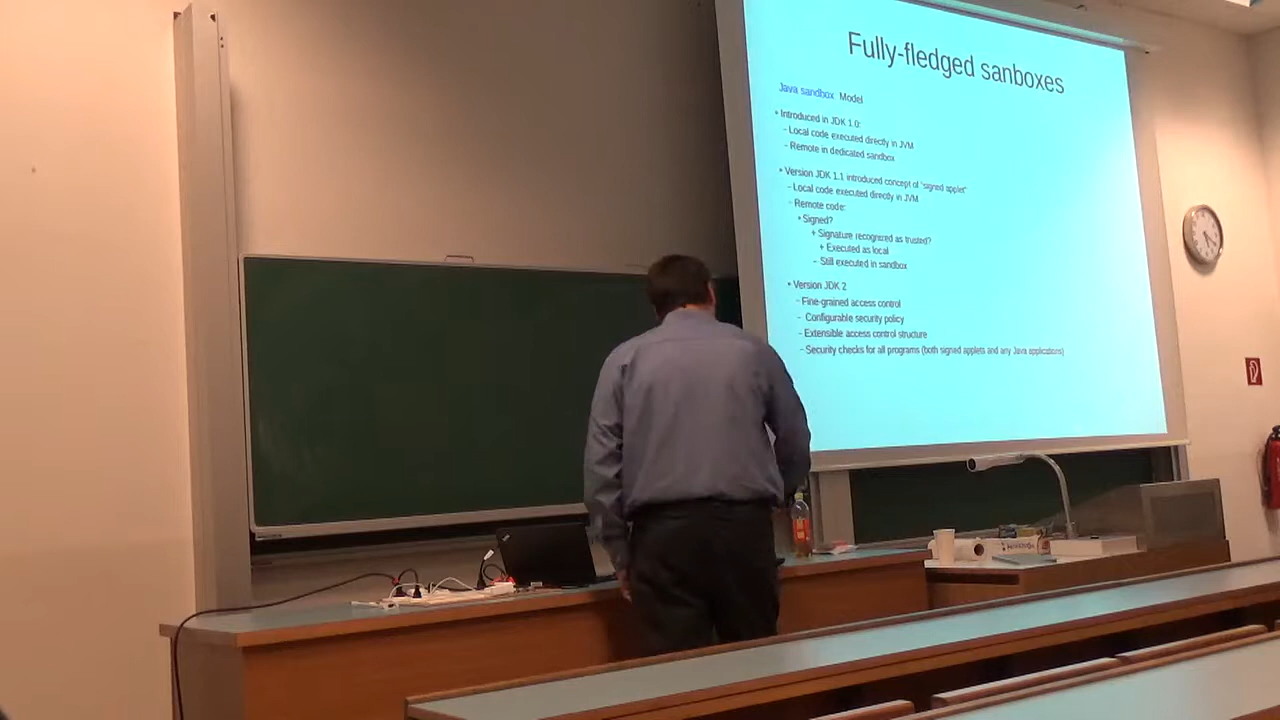 Fully-fledged sanboxes
Java sandbox Model
• Introduced in JDK 1.0:
- Local code executed directly in JVM
- Remote in dedicated sandbox
• Version JDK 1.1 introduced concept of "signed applet"
- Local code executed directly in JVM
- Remote code:
• Signed?
+ Signature recognized as trusted?
+ Executed as local
- Still executed in sandbox
• Version JDK 2
- Fine-grained access control
- Configurable security policy
- Extensible access control structure
- Security checks for all programs (both signed applets and any Java applications)